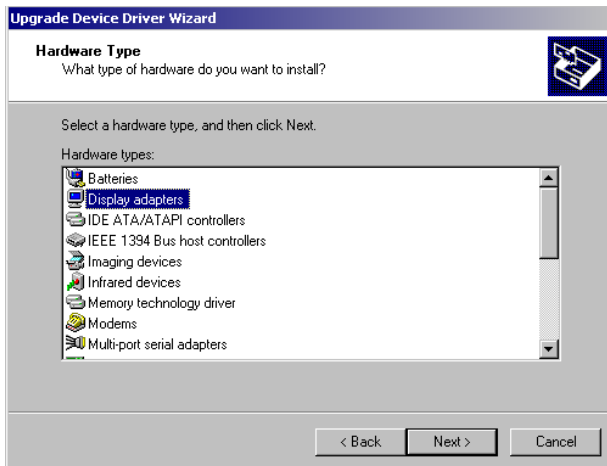 Upgrade Device Driver Wizard
Hardware Type
What type of hardware do you want to install?
Select a hardware type, and then click Next.
Hardware types:
Batteries
Display adapters
IDE ATA/ATAPI controllers
IEEE 1394 Bus host controllers
Imaging devices
Infrared devices
Memory technology driver
Modems
Multi-port serial adapters
< Back
Next >
Cancel